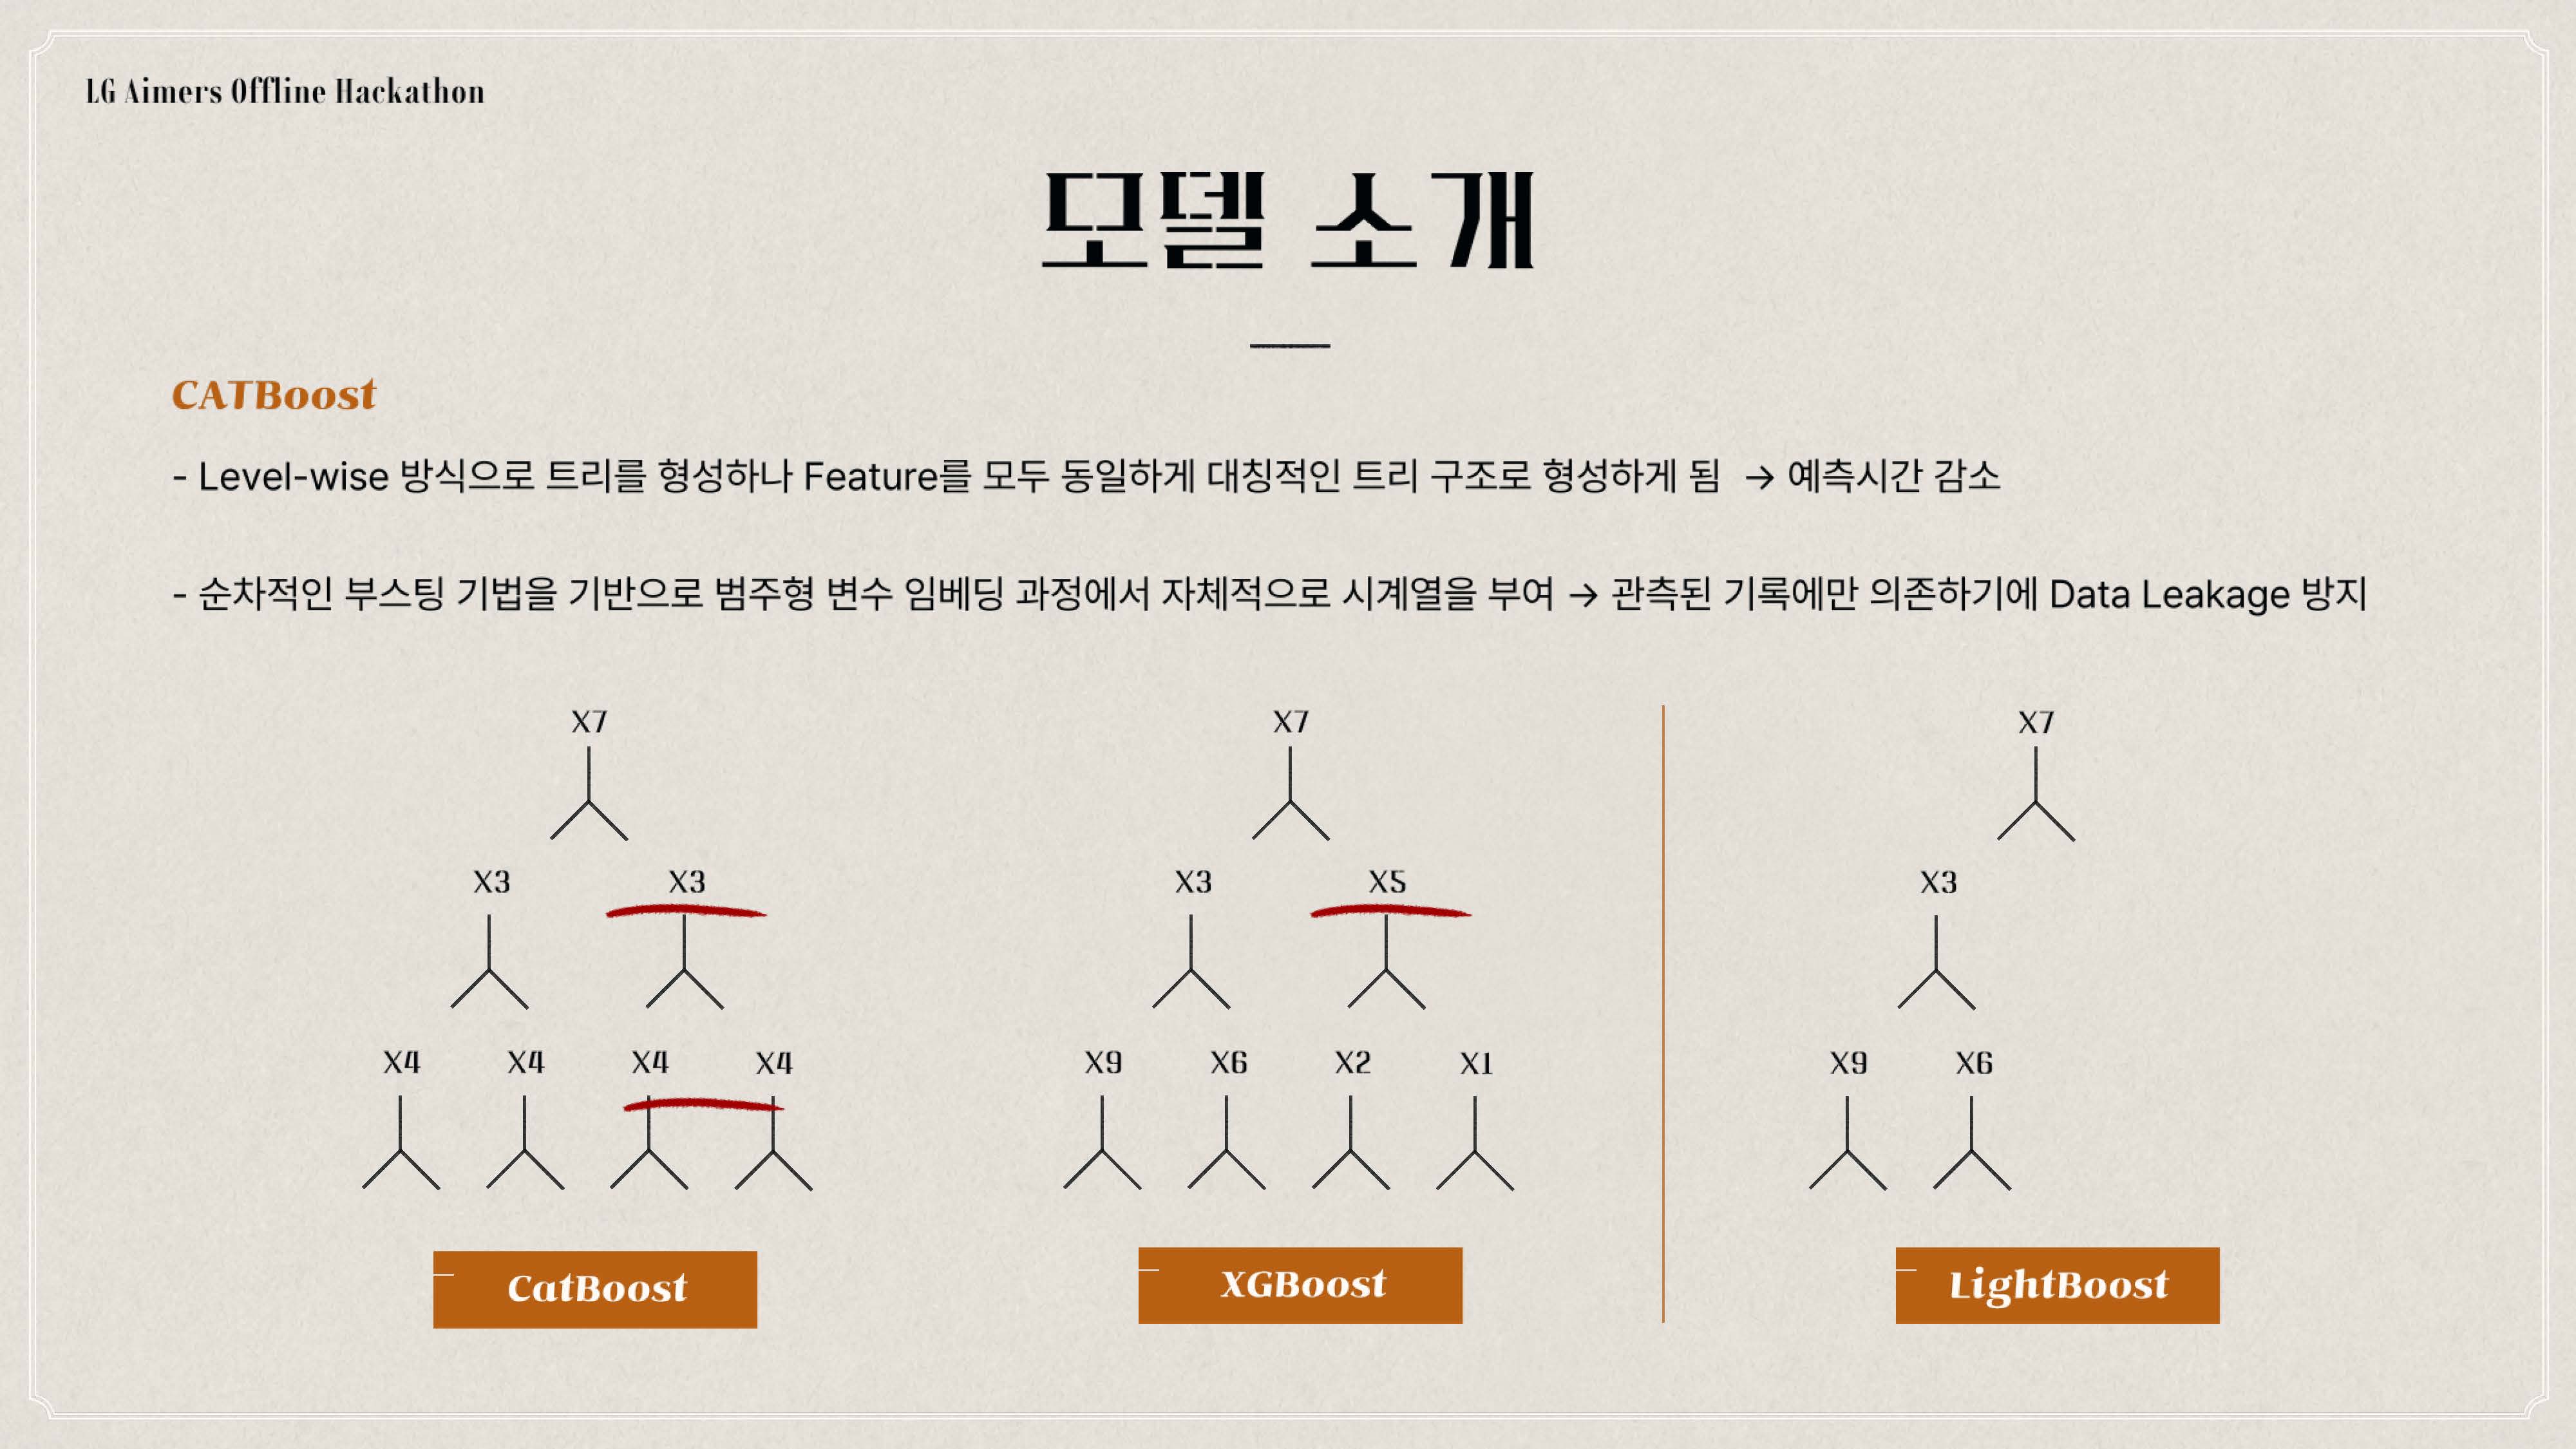 LG Aimers Offline Hackathon
모델 소개
CATBoost
- Level-wise 방식으로 트리를 형성하나 Feature를 모두 동일하게 대칭적인 트리 구조로 형성하게 됨 → 예측시간 감소
- 순차적인 부스팅 기법을 기반으로 범주형 변수 임베딩 과정에서 자체적으로 시계열을 부여 → 관측된 기록에만 의존하기에 Data Leakage 방지
X7
X3 X3
X4 X4 X4 X4
CatBoost
X7
X3 X5
X9 X6 X2 X1
XGBoost
X7
X3
X9 X6
LightBoost